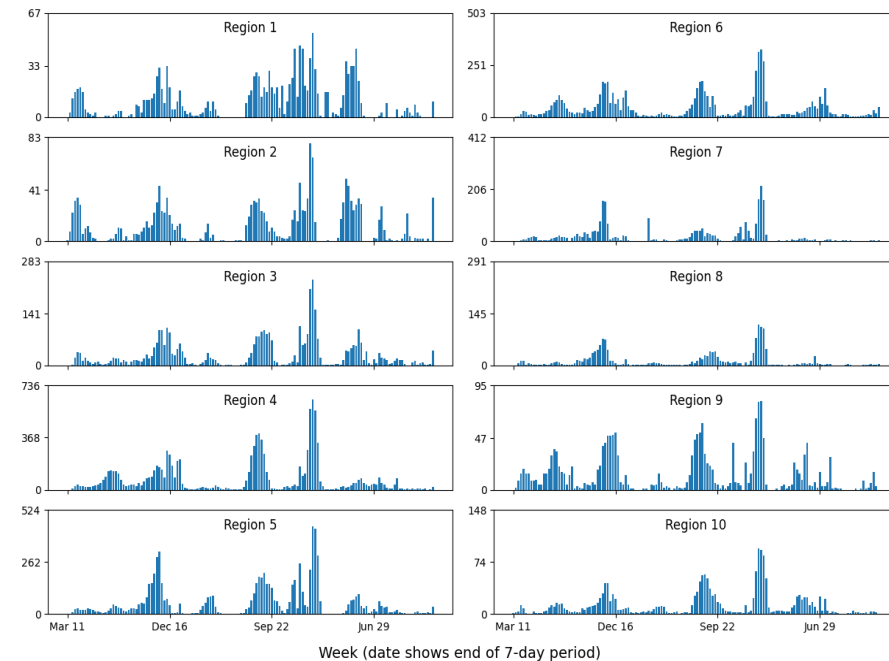 67
33
0
Region 1
503
251
0
Region 6
83
41
0
Region 2
412
206
0
Region 7
283
141
0
Region 3
291
145
0
Region 8
736
368
0
Region 4
95
47
0
Region 9
524
262
0
Region 5
148
74
0
Region 10
Mar 11 Dec 16 Sep 22 Jun 29
Mar 11 Dec 16 Sep 22 Jun 29
Week (date shows end of 7-day period)